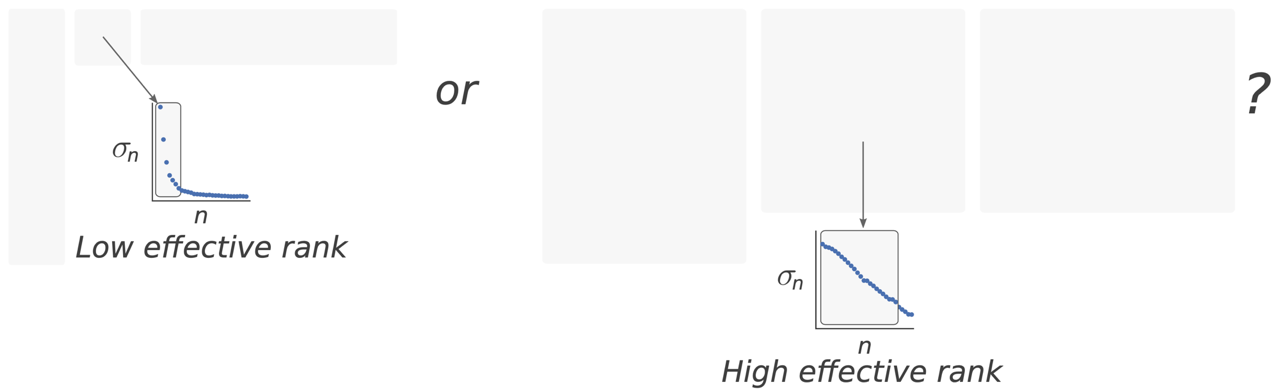 or
?
σn
n
Low effective rank
σn
n
High effective rank